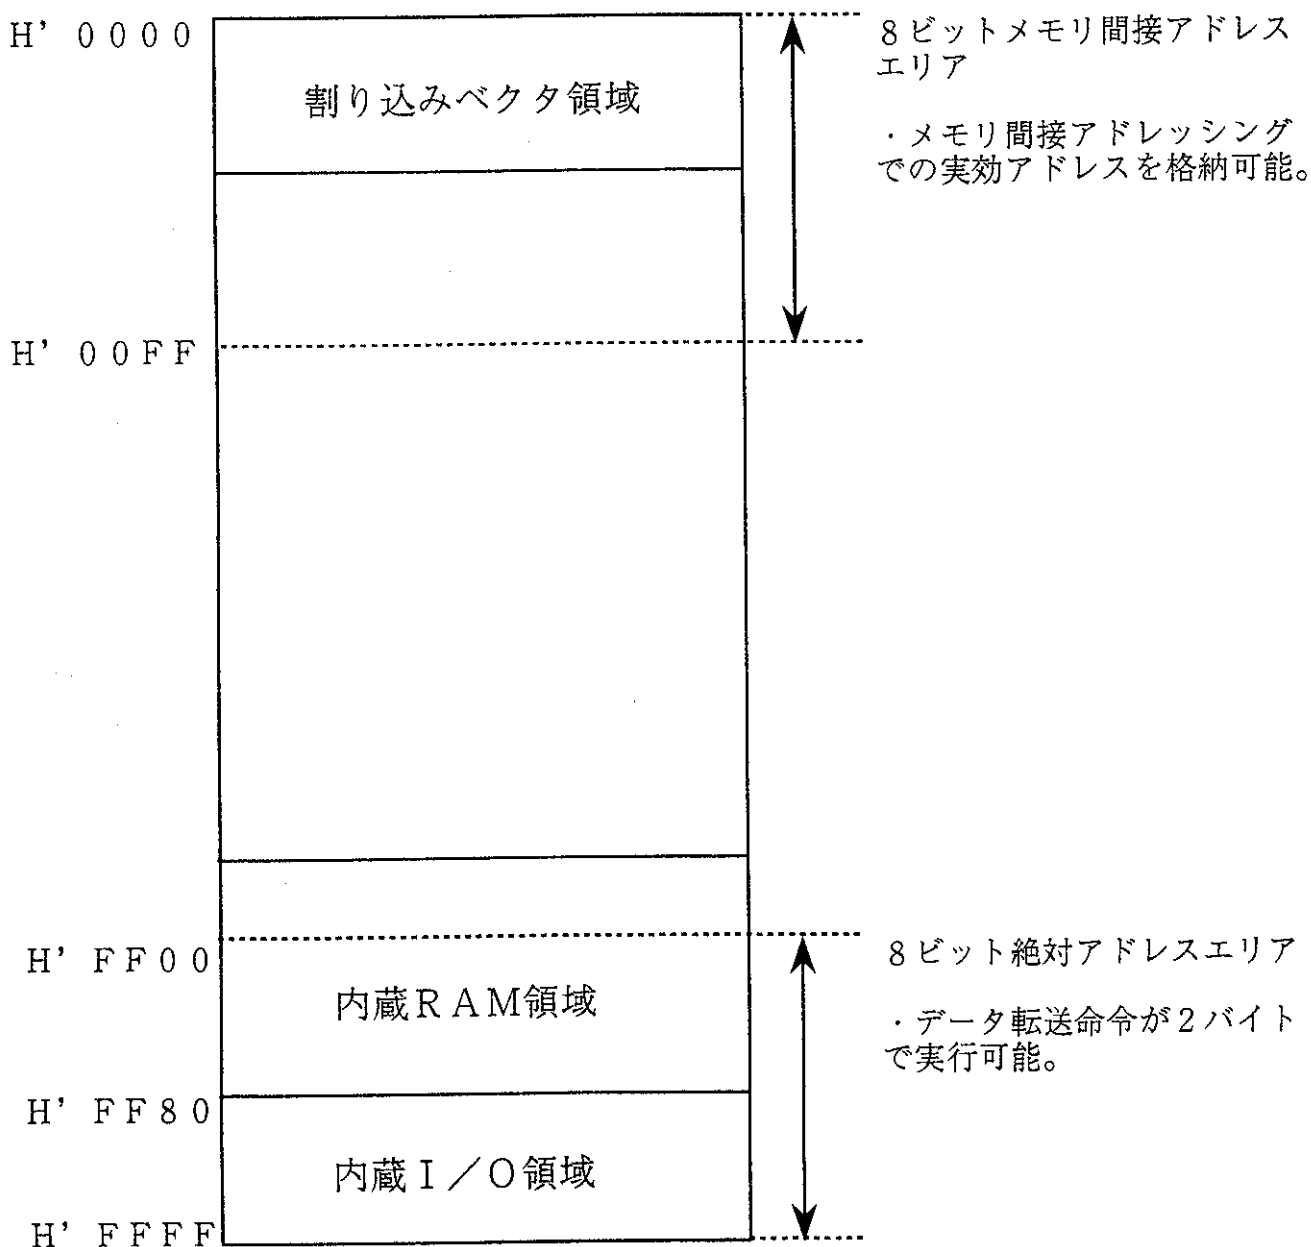 H’ 0000
8ビットメモリ間接アドレス
エリア
割り込みベクタ領域
・メモリ間接アドレッシング
での実効アドレスを格納可能。
H’ 00FF
H’ FF00
8ビット絶対アドレスエリア
内蔵RAM領域
・データ転送命令が2バイト
で実行可能。
H’ FF80
内蔵I/O領域
H’ FFFF